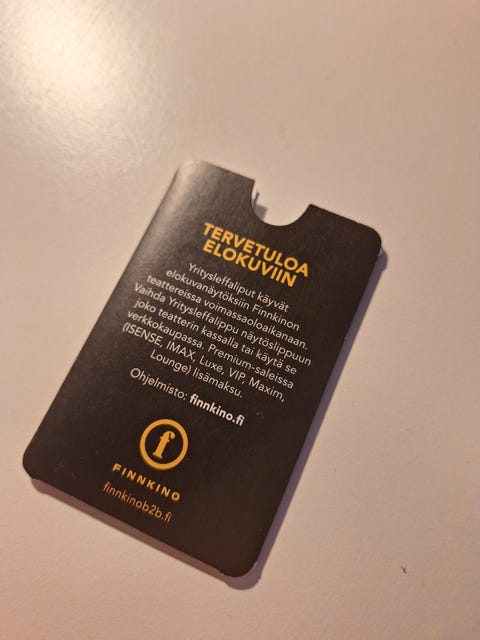 TERVETULOA
ELOKUVIIN
Yritysleffaliput käyvät
elokuvanäytöksiin Finnkinon
teattereissa voimassaoloaikanaan.
Vaihda Yritysleffalippu näytöslippuun
joko teatterin kassalla tai käytä se
verkkokaupassa. Premium-saleissa
(ISENSE, IMAX, Luxe, VIP, Maxim,
Lounge) lisämaksu.
Ohjelmisto: finnkino.fi
f
FINNKINO
finnkinob2b.fi